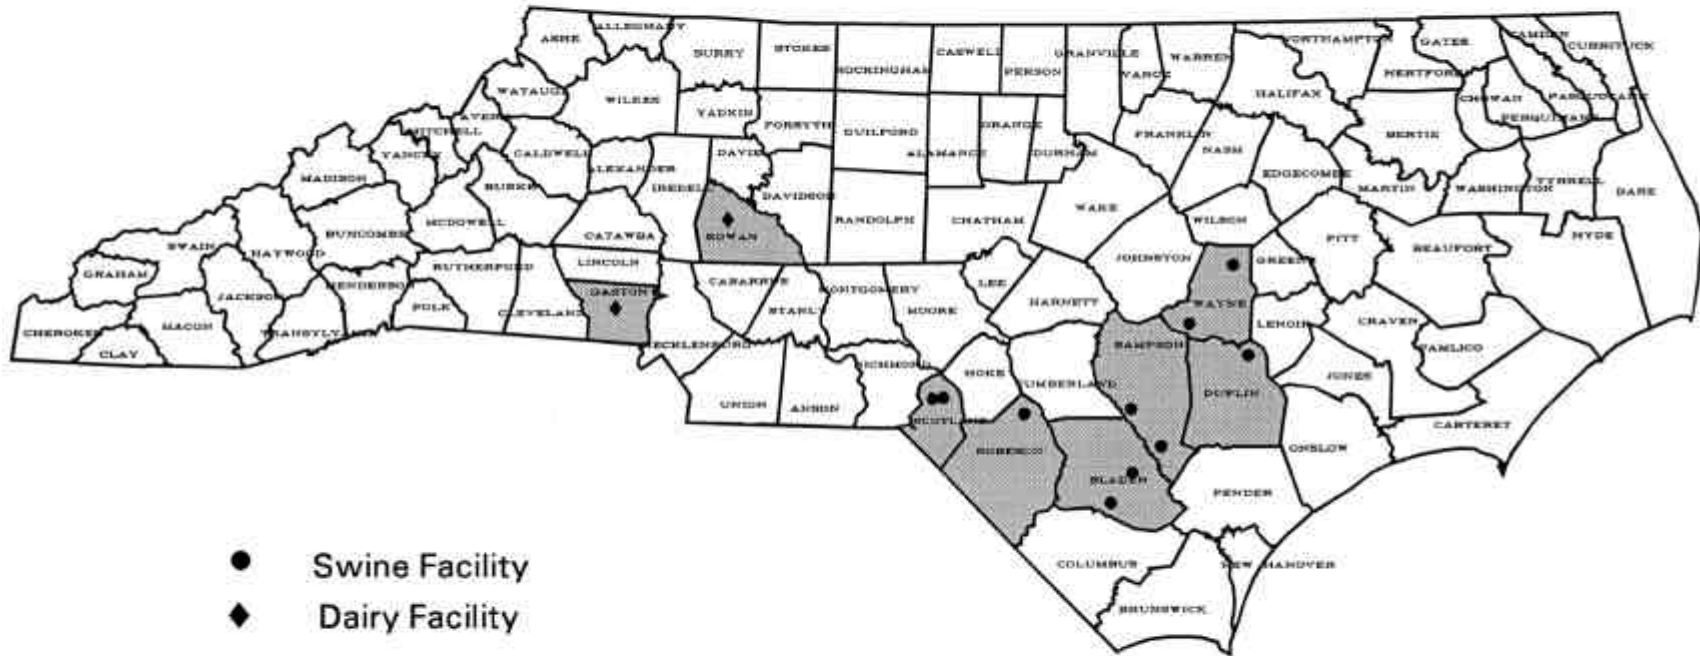 ALLEGHANY
ASHE
SURRY
STOKES
CASWELL
GRANVILLE
NORTHAMPTON
GATES
CAMDEN
CURRITUCK
ROCKINGHAM
PERSON
VANCE
WARREN
HERTFORD
WATAUGA
WILKES
HALIFAX
CHOWAN
PASQUOTANK
YADKIN
FORSYTH
GUILFORD
ORANGE
FRANKLIN
BERTIE
PERQUIMANS
AVERY
MITCHELL
YANCEY
CALDWELL
DAVIE
ALAMANCE
DURHAM
NASH
MADISON
ALEXANDER
IREDELL
EDGECOMBE
BURKE
DAVIDSON
MARTIN
WASHINGTON
TYRRELL
DARE
MCDOWELL
RANDOLPH
CHATHAM
WAKE
WILSON
BUNCOMBE
CATAWBA
ROWAN
PITT
HYDE
SWAIN
HAYWOOD
BEAUFORT
GRAHAM
RUTHERFORD
LINCOLN
JOHNSTON
GREENE
JACKSON
HENDERSON
GASTON
CABARRUS
MONTGOMERY
LEE
HARNETT
WAYNE
POLK
CLEVELAND
STANLY
MOORE
CHEROKEE
MACON
TRANSYLVANIA
LENOIR
CRAVEN
CLAY
MECKLENBURG
SAMPSON
PAMLICO
RICHMOND
HOKE
CUMBERLAND
JONES
UNION
ANSON
DUPLIN
SCOTLAND
CARTERET
ROBESON
ONSLOW
BLADEN
PENDER
COLUMBUS
NEW HANOVER
BRUNSWICK
Swine Facility
Dairy Facility